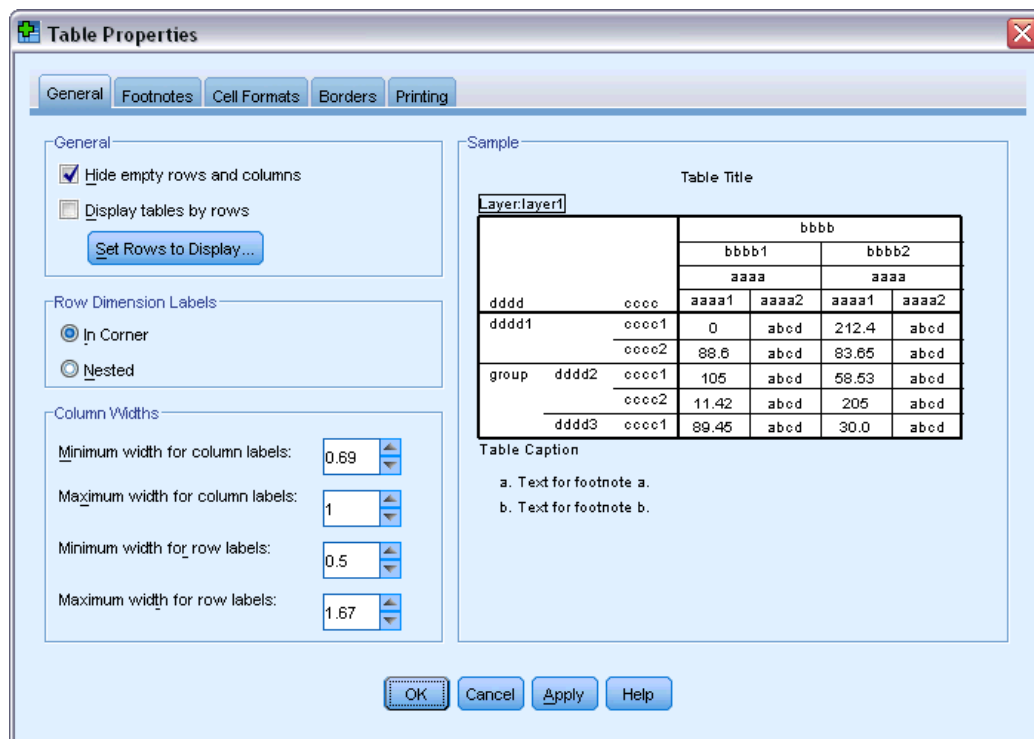 Table Properties
General Footnotes Cell Formats Borders Printing
General
Hide empty rows and columns
Display tables by rows
Set Rows to Display...
Row Dimension Labels
In Corner
Nested
Column Widths
Minimum width for column labels: 0.69
Maximum width for column labels: 1
Minimum width for row labels: 0.5
Maximum width for row labels: 1.67
Sample
Table Title
Layer:layer1
bbbb
bbbb1 bbbb2
aaaa aaaa
dddd cccc aaaa1 aaaa2 aaaa1 aaaa2
dddd1 cccc1 0 abcd 212.4 abcd
cccc2 88.6 abcd 83.65 abcd
group dddd2 cccc1 105 abcd 58.53 abcd
cccc2 11.42 abcd 205 abcd
dddd3 cccc1 89.45 abcd 30.0 abcd
Table Caption
a. Text for footnote a.
b. Text for footnote b.
OK Cancel Apply Help